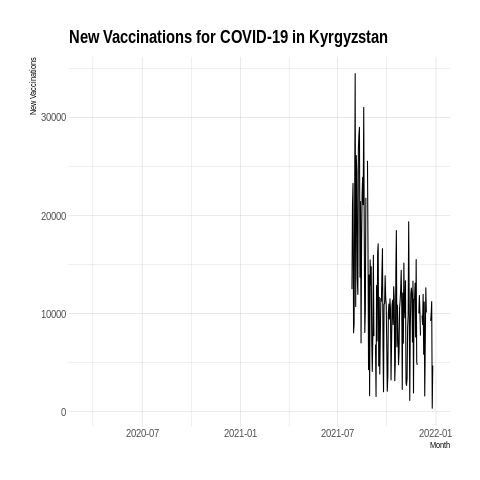 New Vaccinations for COVID-19 in Kyrgyzstan
New Vaccinations
30000
20000
10000
0
2020-07 2021-01 2021-07 2022-01
Month